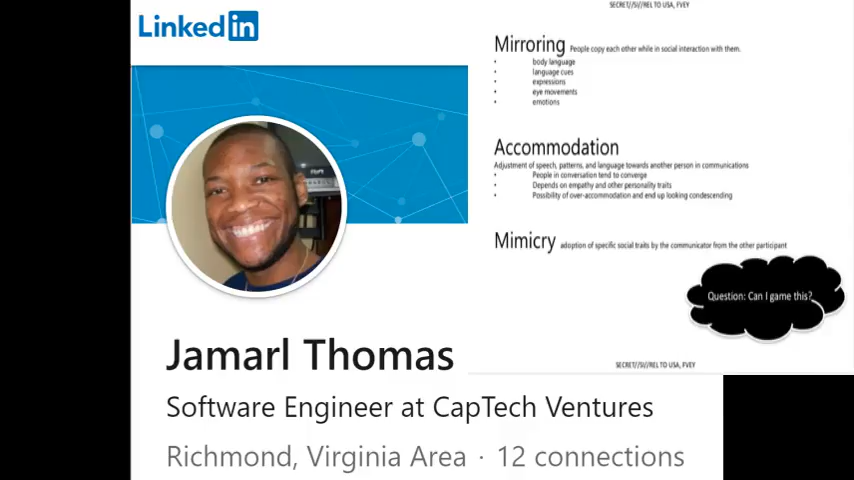 LinkedIn
Jamarl Thomas
Software Engineer at CapTech Ventures
Richmond, Virginia Area · 12 connections
SECRET//SI//REL TO USA, FVEY
Mirroring People copy each other while in social interaction with them.
• body language
• language cues
• expressions
• eye movements
• emotions
Accommodation
Adjustment of speech, patterns, and language towards another person in communications
• People in conversation tend to converge
• Depends on empathy and other personality traits
• Possibility of over-accommodation and end up looking condescending
Mimicry adoption of specific social traits by the communicator from the other participant
Question: Can I game this?
SECRET//SI//REL TO USA, FVEY